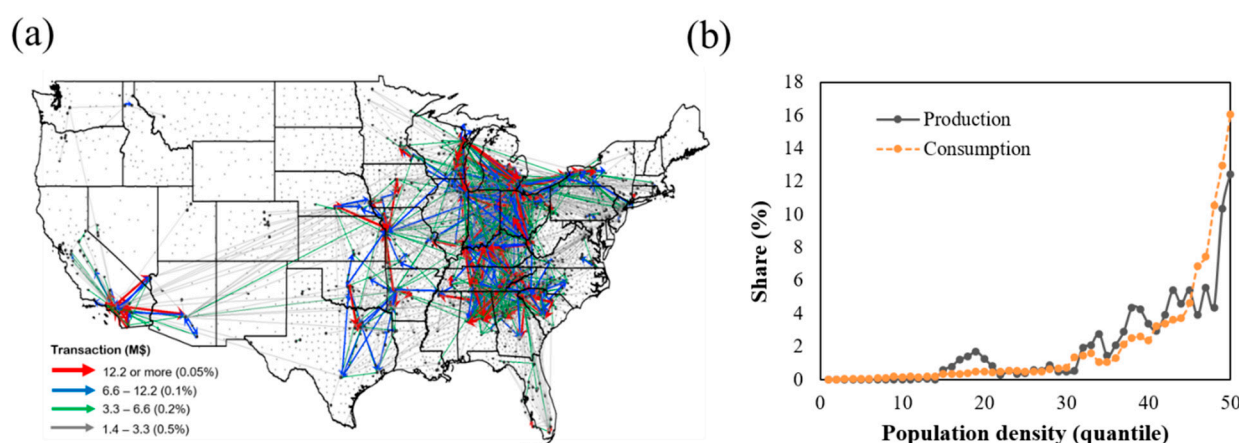 (a)
(b)
Transaction (M$)
12.2 or more (0.05%)
6.6 – 12.2 (0.1%)
3.3 – 6.6 (0.2%)
1.4 – 3.3 (0.5%)
18
16
14
12
10
8
6
4
2
0
Share (%)
Production
Consumption
0 10 20 30 40 50
Population density (quantile)